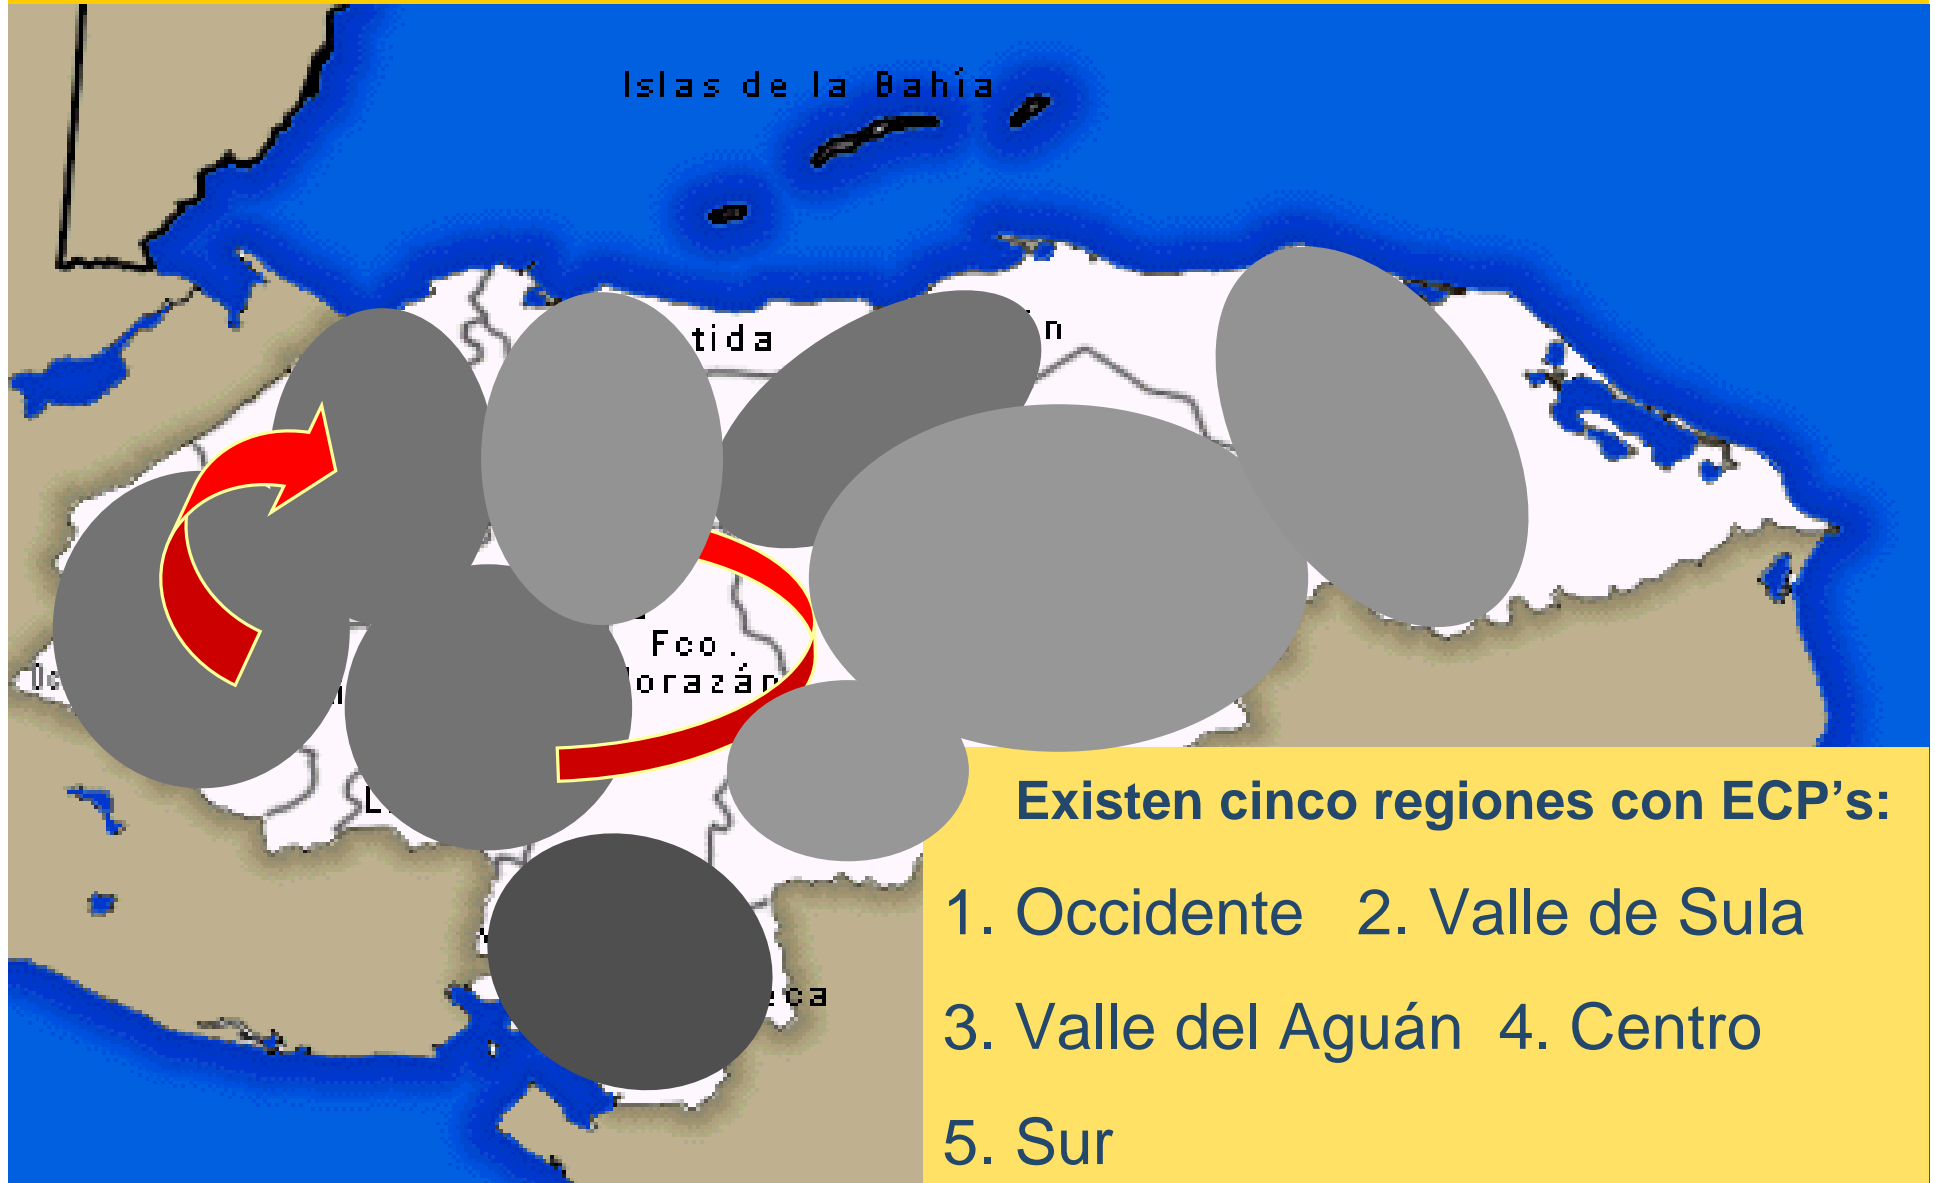 Islas de la Bahía
tida
n
Fco.
orazán
L
eca
Existen cinco regiones con ECP’s:
1. Occidente 2. Valle de Sula
3. Valle del Aguán 4. Centro
5. Sur